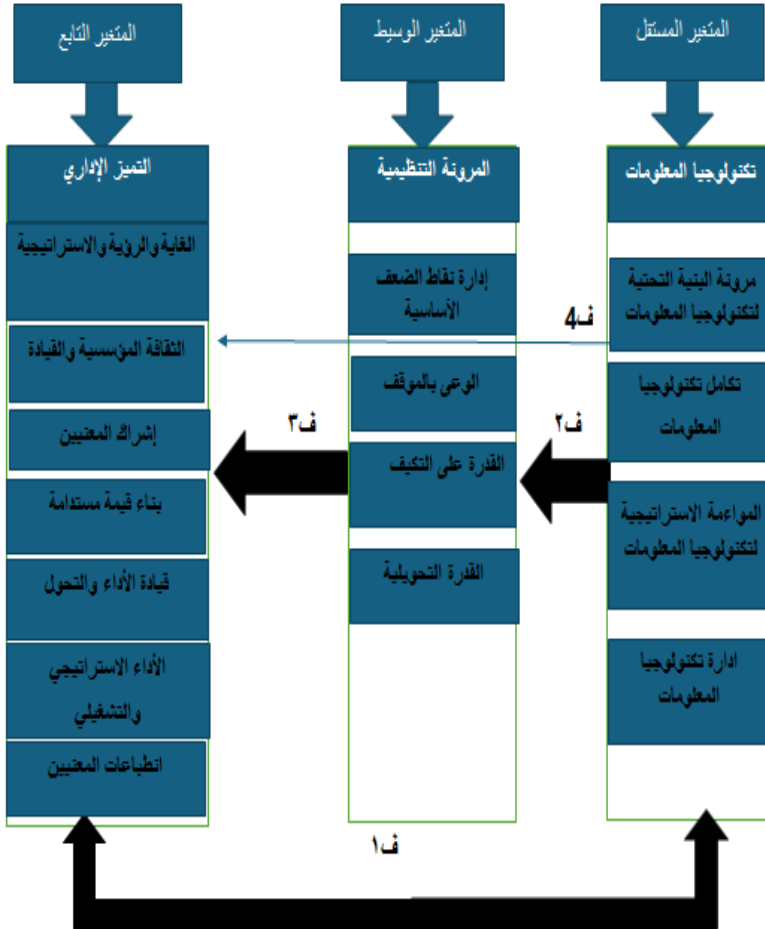 المتغير المستقل
المتغير الوسيط
المتغير التابع
تكنولوجيا المعلومات
المرونة التنظيمية
التميز الإداري
مرونة البنية التحتية
لتكنولوجيا المعلومات
تكامل تكنولوجيا
المعلومات
المواءمة الاستراتيجية
لتكنولوجيا المعلومات
ادارة تكنولوجيا
المعلومات
ف4
ف٢
إدارة نقاط الضعف
الأساسية
الوعى بالموقف
القدرة على التكيف
القدرة التحويلية
ف٣
الغاية والرؤية والاستراتيجية
الثقافة المؤسسية والقيادة
إشراك المعنيين
بناء قيمة مستدامة
قيادة الأداء والتحول
الأداء الاستراتيجي
والتشغيلي
انطباعات المعنيين
ف١